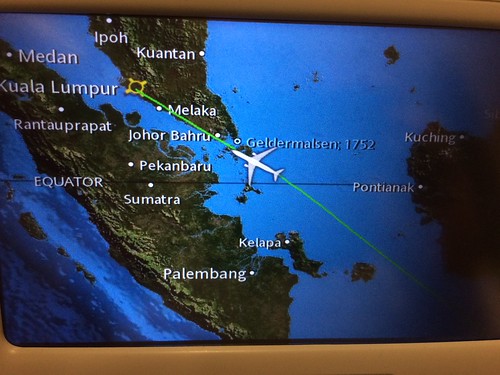 Ipoh
Kuantan
Medan
Kuala Lumpur
Melaka
Rantauprapat
Johor Bahru
Geldermalsen; 1752
Kuching
Pekanbaru
EQUATOR
Pontianak
Sumatra
Kelapa
Palembang